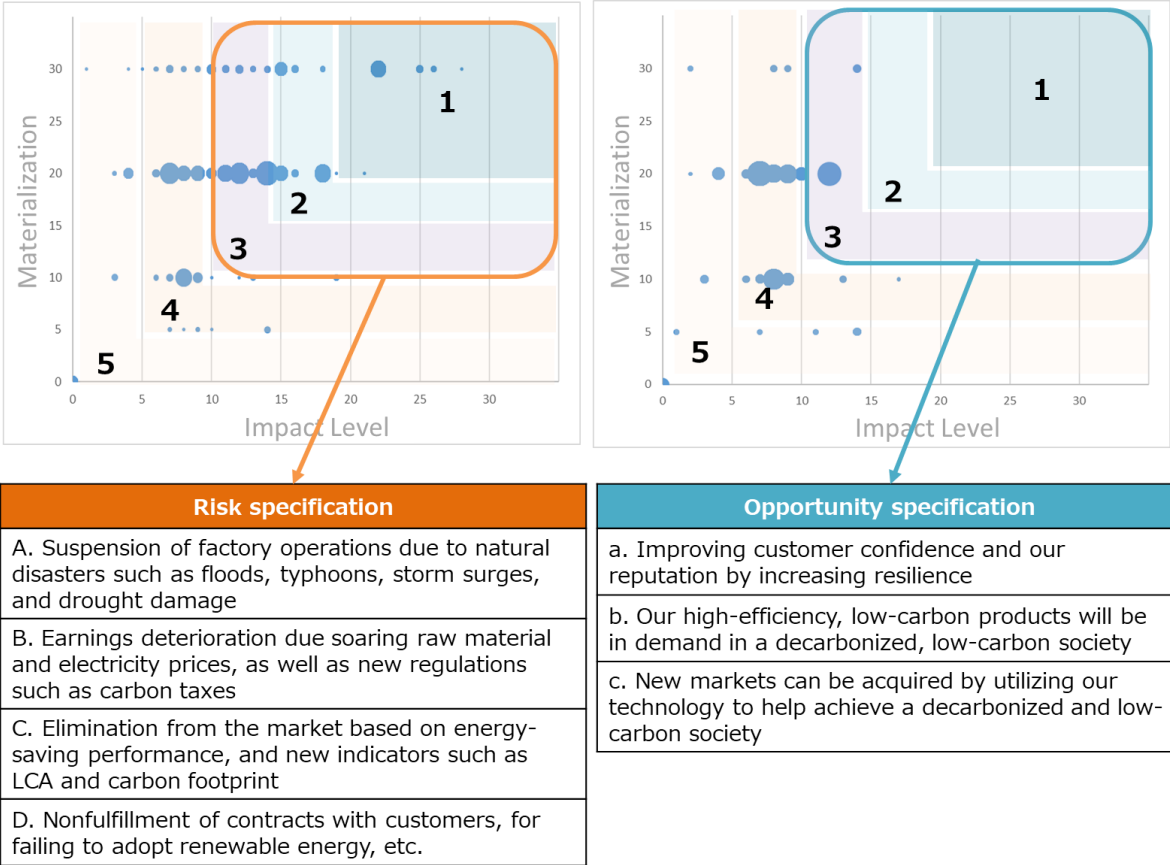 Materialization
30
25
20
15
10
5
0
1
2
3
4
5
0
5
10
15
20
25
30
Impact Level
Materialization
30
25
20
15
10
5
0
1
2
3
4
5
0
5
10
15
20
25
30
Impact Level
Risk specification
A. Suspension of factory operations due to natural
disasters such as floods, typhoons, storm surges,
and drought damage
B. Earnings deterioration due soaring raw material
and electricity prices, as well as new regulations
such as carbon taxes
C. Elimination from the market based on energy-
saving performance, and new indicators such as
LCA and carbon footprint
D. Nonfulfillment of contracts with customers, for
failing to adopt renewable energy, etc.
Opportunity specification
a. Improving customer confidence and our
reputation by increasing resilience
b. Our high-efficiency, low-carbon products will be
in demand in a decarbonized, low-carbon society
c. New markets can be acquired by utilizing our
technology to help achieve a decarbonized and low-
carbon society